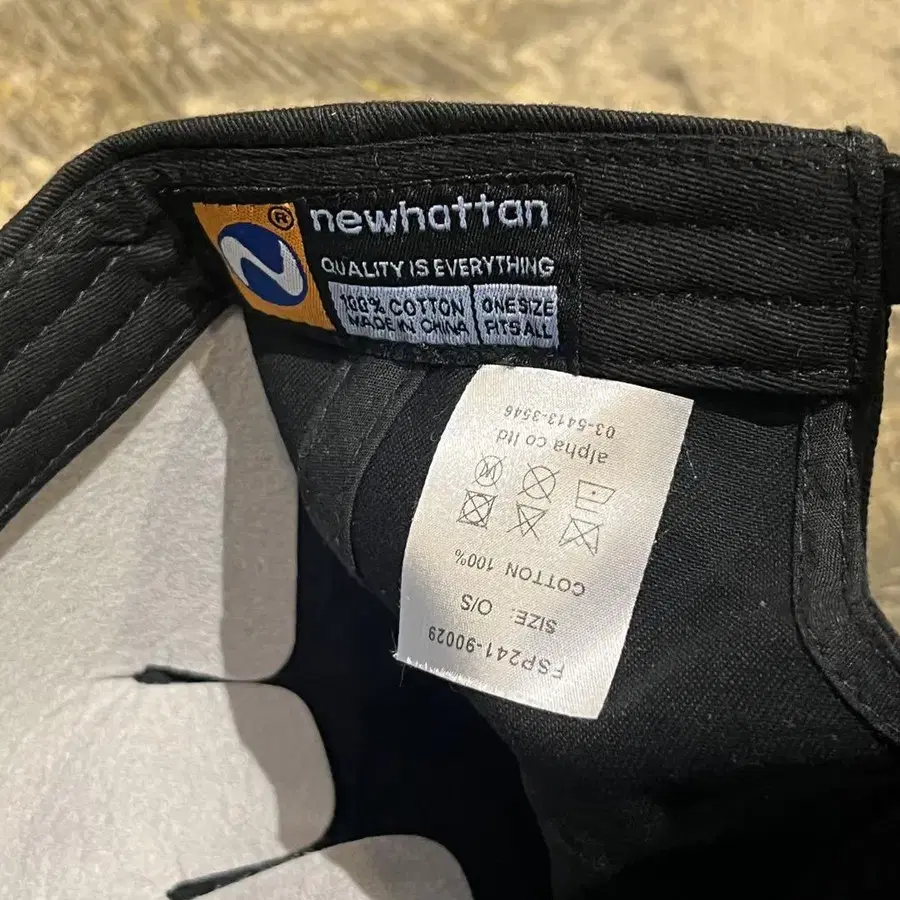 ®
newhattan
QUALITY IS EVERYTHING
100% COTTON
MADE IN CHINA
ONE SIZE
FITS ALL
FSP241-90029
SIZE: O/S
COTTON 100%
alpha co ltd.
03-5413-3546